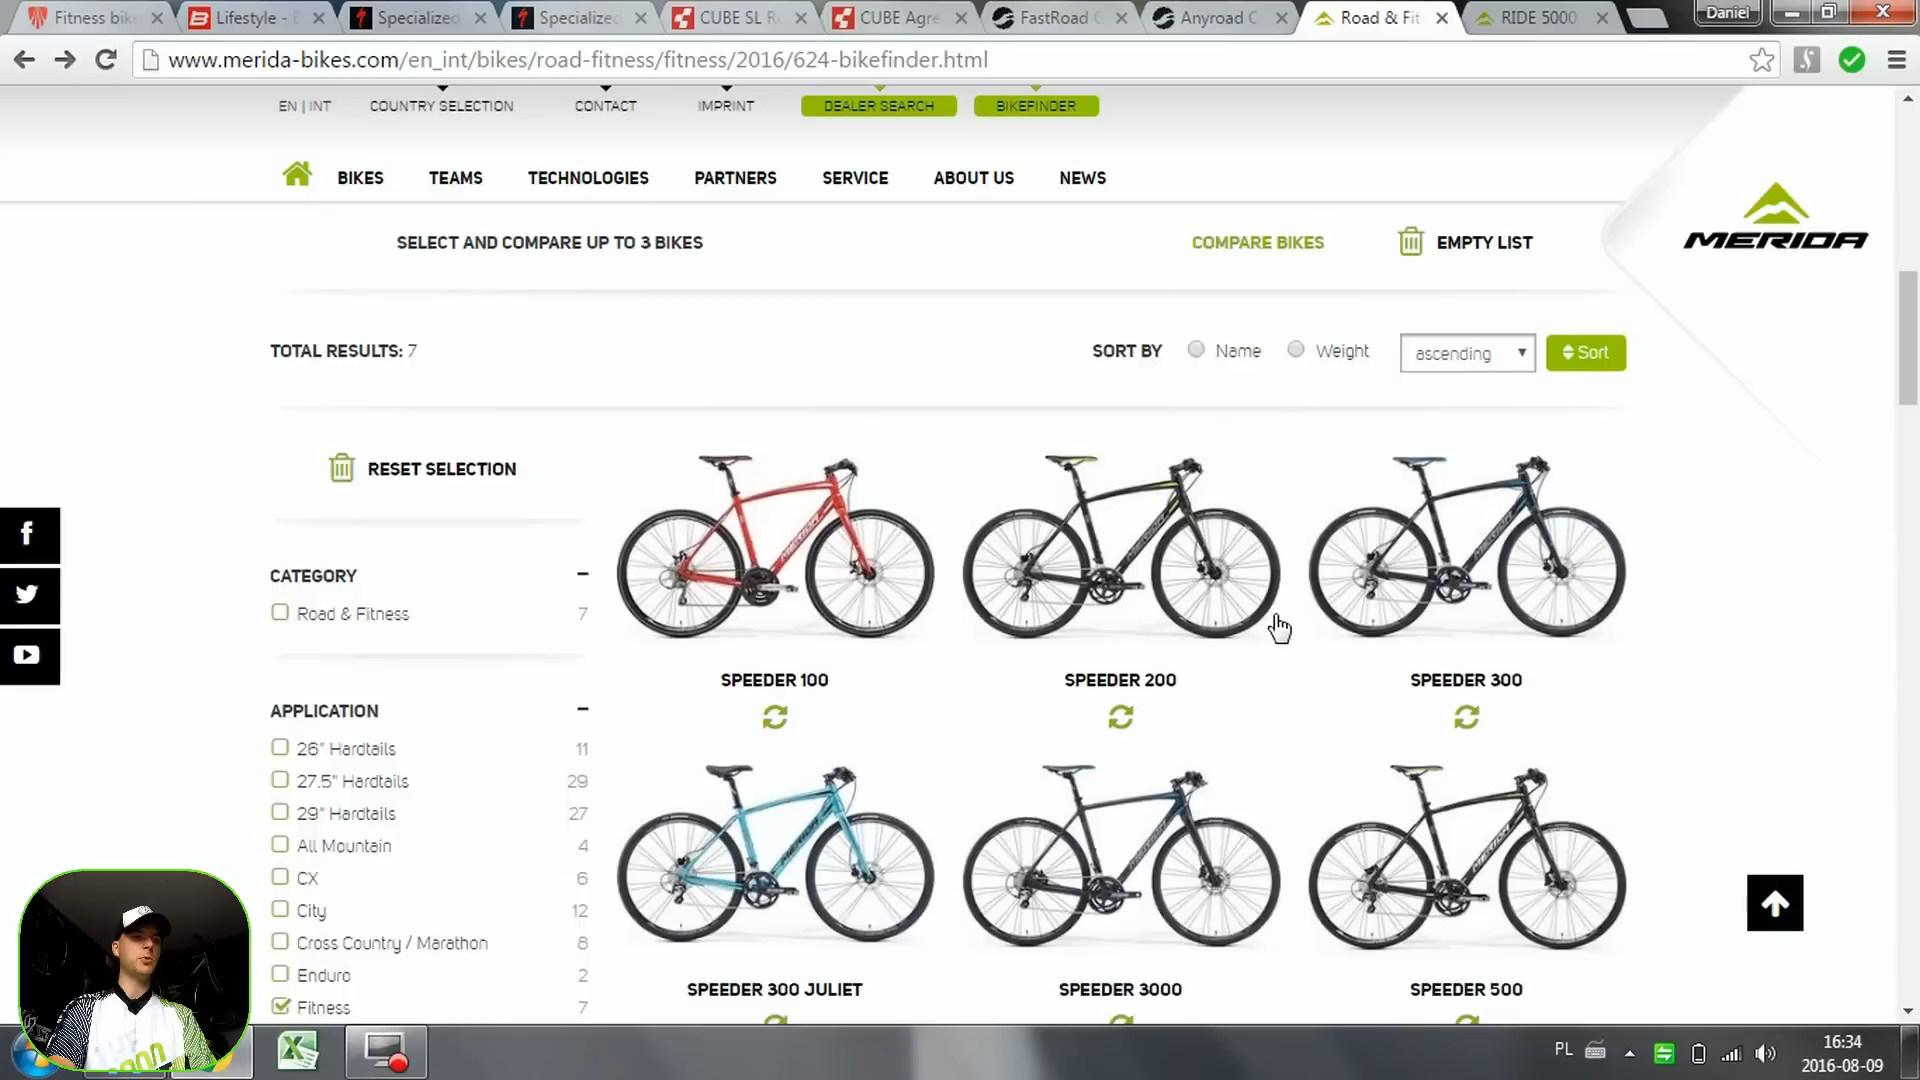 Fitness bik
Lifestyle - B
Specialized
Specialized
CUBE SL R
CUBE Agre
FastRoad C
Anyroad C
Road & Fit
RIDE 5000
Daniel
www.merida-bikes.com/en_int/bikes/road-fitness/fitness/2016/624-bikefinder.html
EN | INT
COUNTRY SELECTION
CONTACT
IMPRINT
DEALER SEARCH
BIKEFINDER
BIKES
TEAMS
TECHNOLOGIES
PARTNERS
SERVICE
ABOUT US
NEWS
MERIDA
SELECT AND COMPARE UP TO 3 BIKES
COMPARE BIKES
EMPTY LIST
TOTAL RESULTS: 7
SORT BY
Name
Weight
ascending
Sort
RESET SELECTION
CATEGORY
Road & Fitness 7
APPLICATION
26" Hardtails 11
27.5" Hardtails 29
29" Hardtails 27
All Mountain 4
CX 6
City 12
Cross Country / Marathon 8
Enduro 2
Fitness 7
SPEEDER 100
SPEEDER 200
SPEEDER 300
SPEEDER 300 JULIET
SPEEDER 3000
SPEEDER 500
PL
16:34
2016-08-09